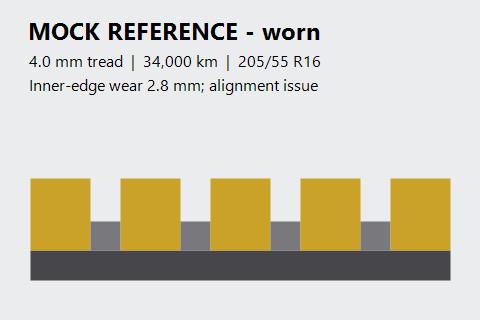 MOCK REFERENCE - worn
4.0 mm tread | 34,000 km | 205/55 R16
Inner-edge wear 2.8 mm; alignment issue